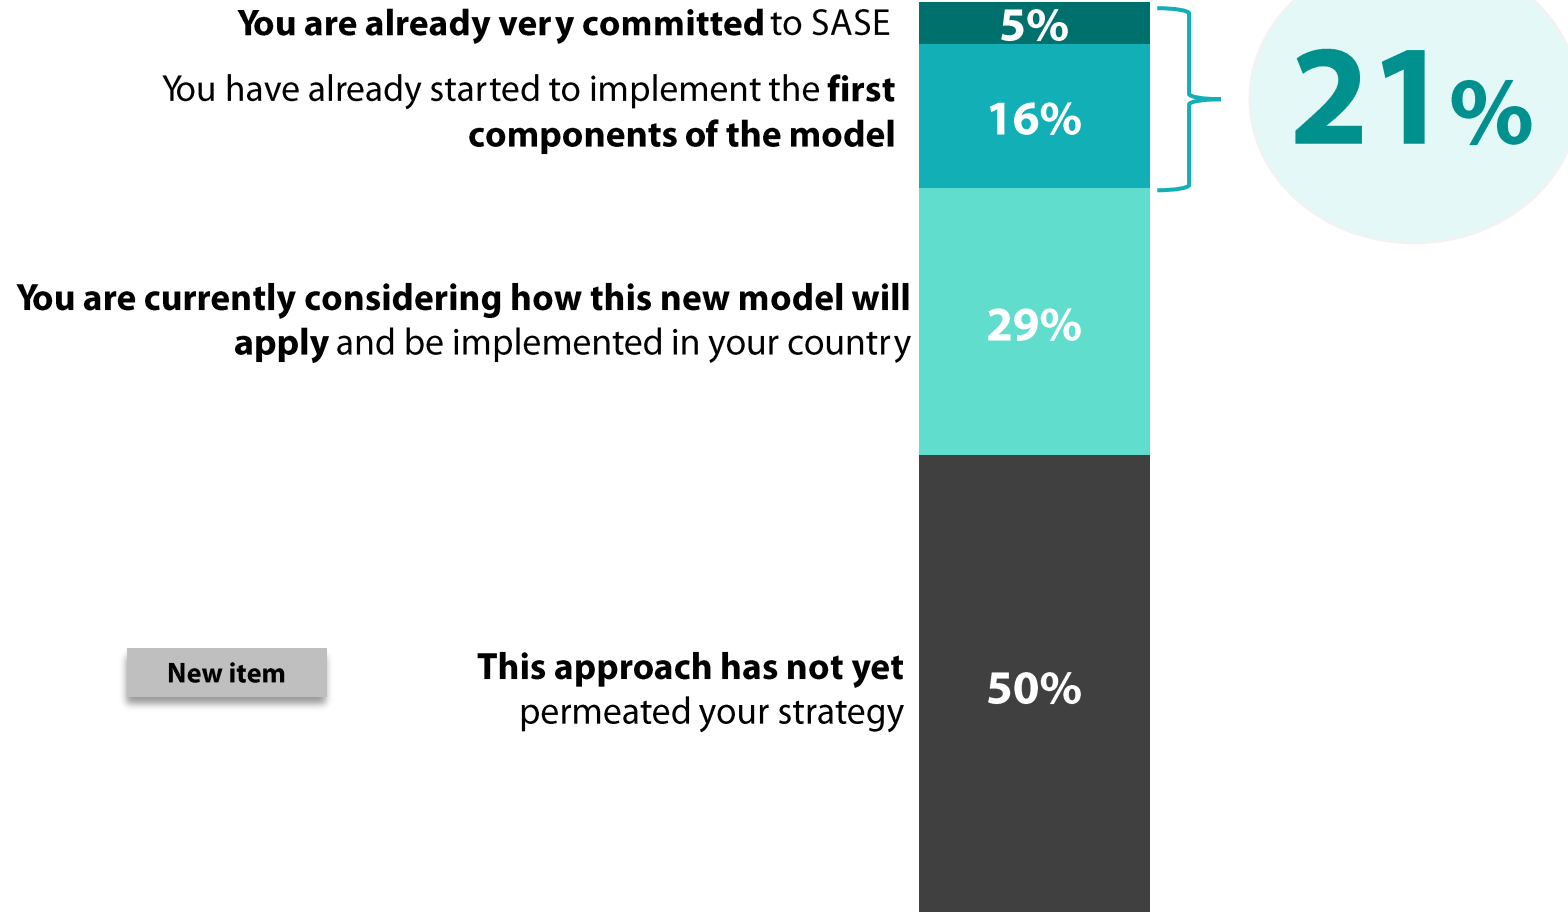 You are already very committed to SASE
5%
21%
You have already started to implement the first
components of the model
16%
You are currently considering how this new model will
apply and be implemented in your country
29%
New item
This approach has not yet
permeated your strategy
50%